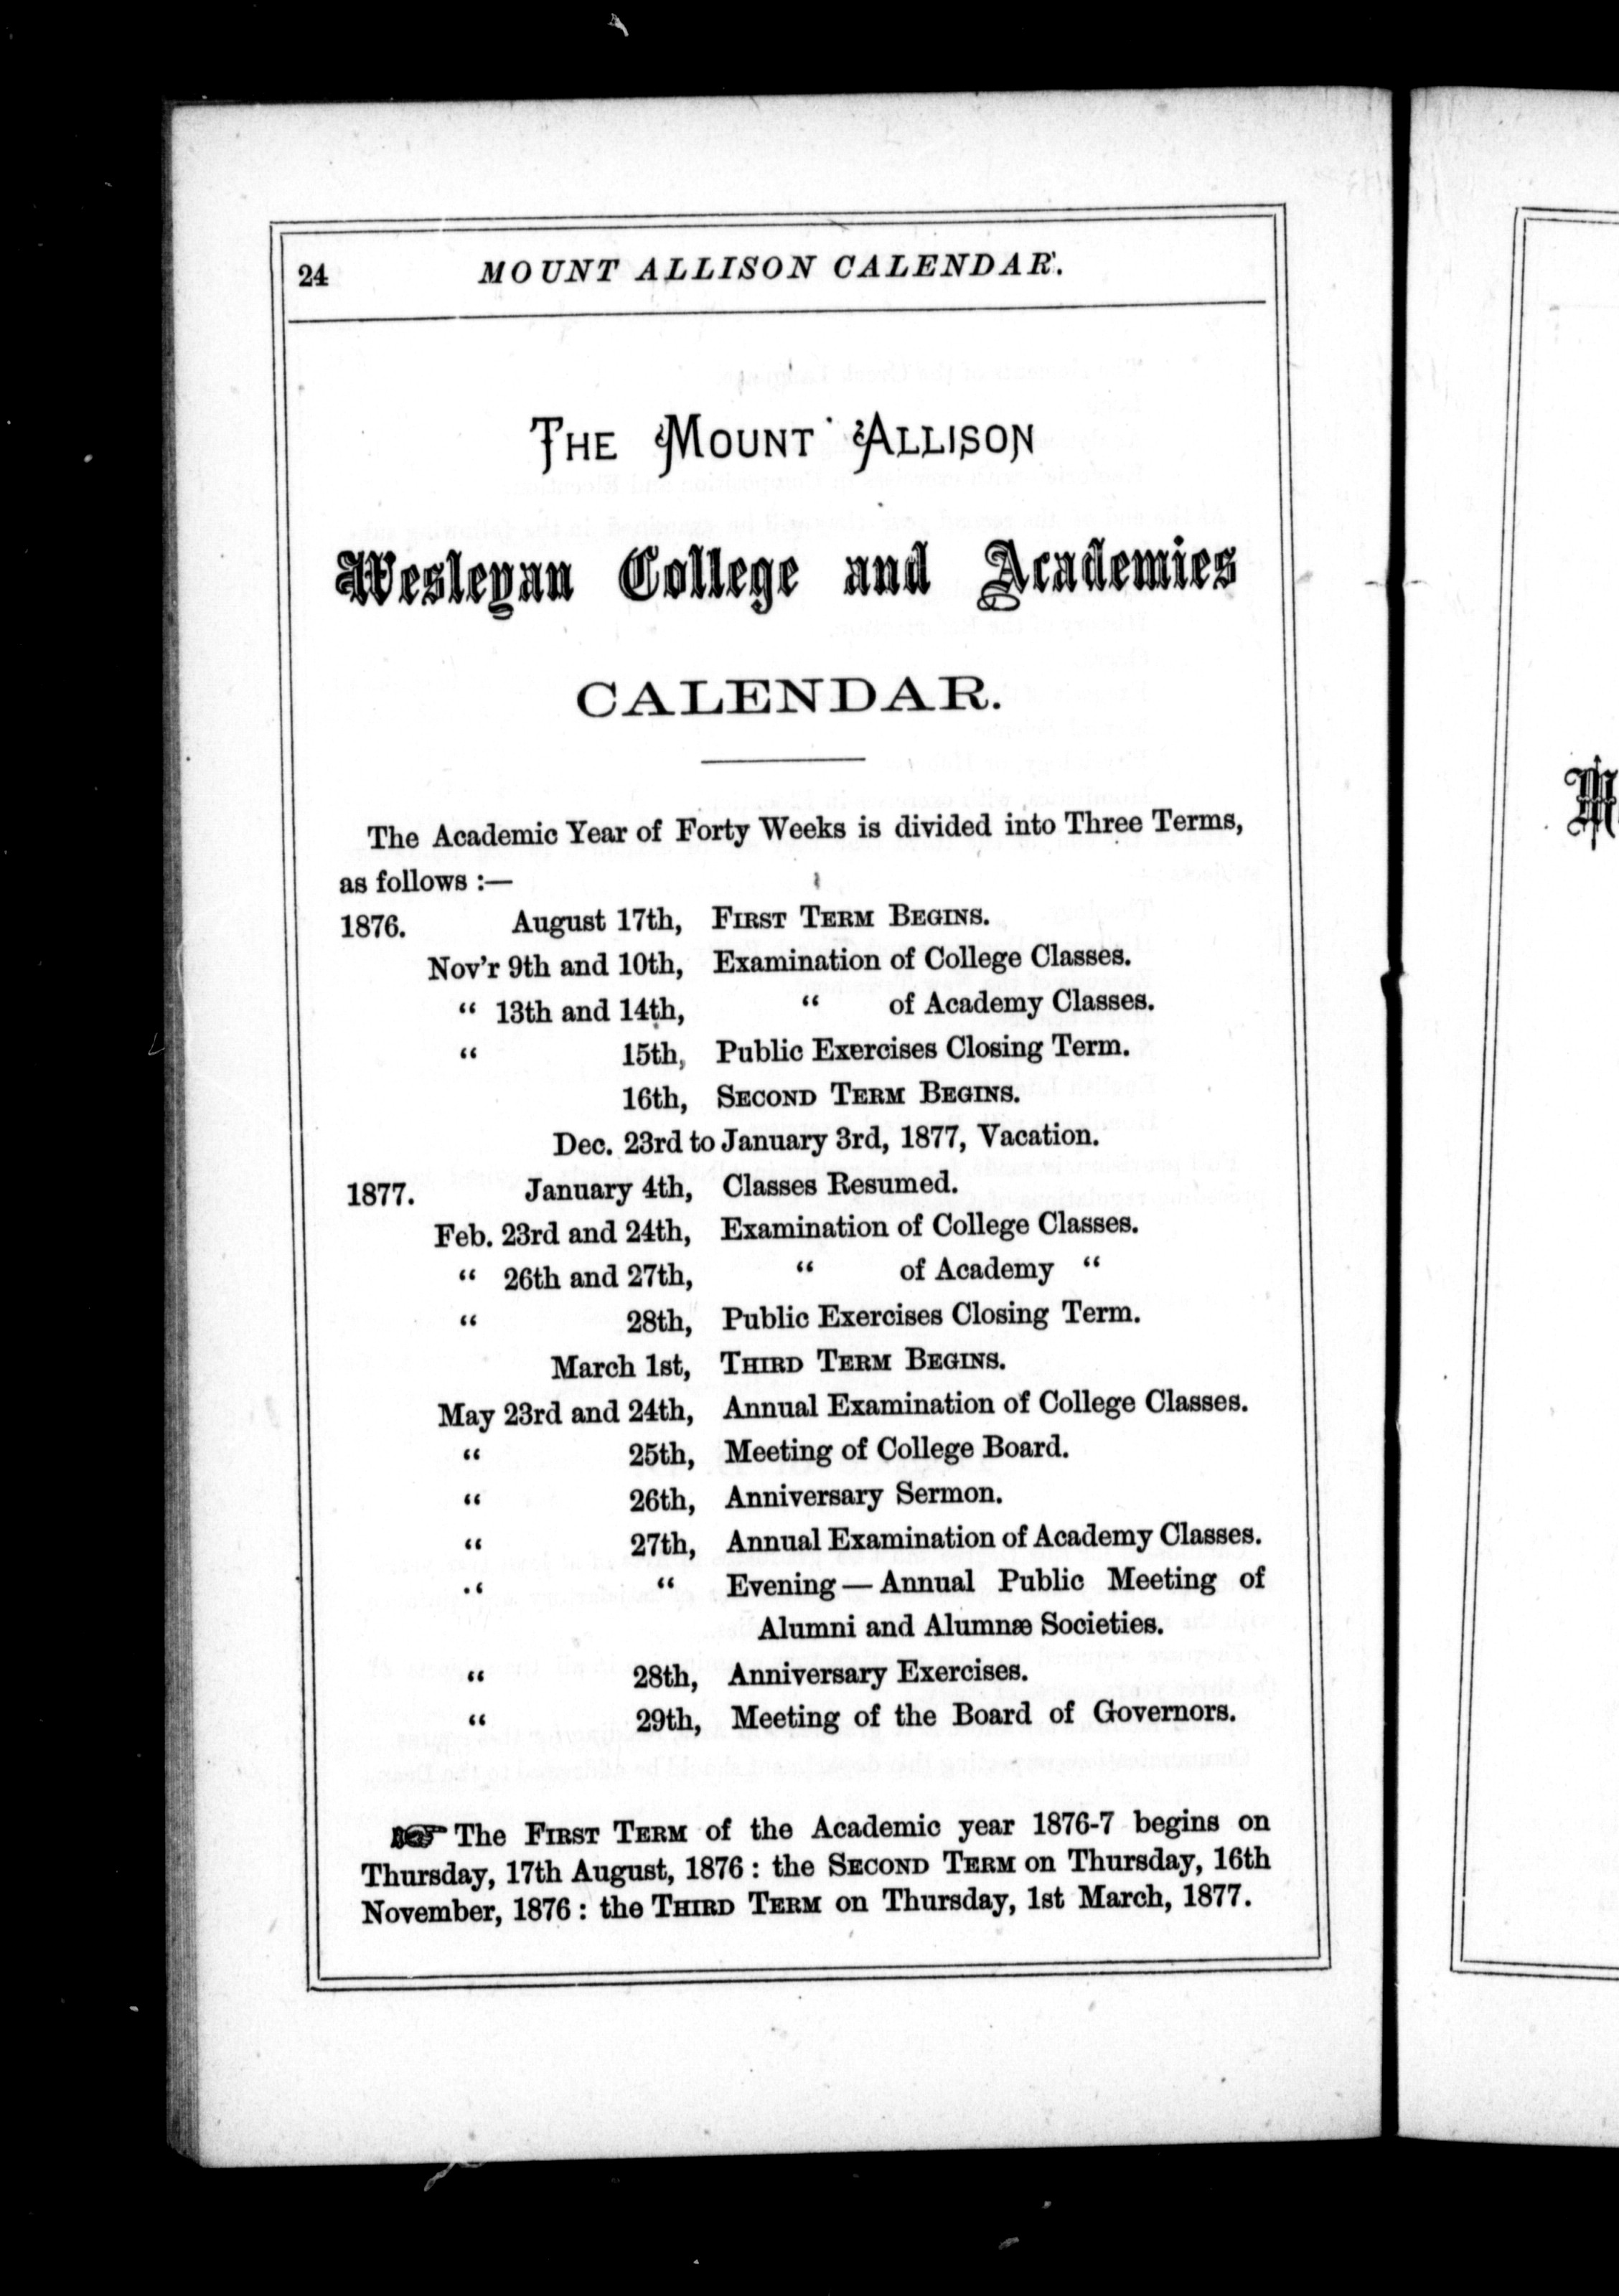 24 MOUNT ALLISON CALENDAR.
THE MOUNT ALLISON
Wesleyan College and Academies
CALENDAR.
The Academic Year of Forty Weeks is divided into Three Terms,
as follows :—
1876. August 17th, FIRST TERM BEGINS.
Nov'r 9th and 10th, Examination of College Classes.
“ 13th and 14th, “ of Academy Classes.
“ 15th, Public Exercises Closing Term.
16th, SECOND TERM BEGINS.
Dec. 23rd to January 3rd, 1877, Vacation.
1877. January 4th, Classes Resumed.
Feb. 23rd and 24th, Examination of College Classes.
“ 26th and 27th, “ of Academy “
“ 28th, Public Exercises Closing Term.
March 1st, THIRD TERM BEGINS.
May 23rd and 24th, Annual Examination of College Classes.
“ 25th, Meeting of College Board.
“ 26th, Anniversary Sermon.
“ 27th, Annual Examination of Academy Classes.
“ “ Evening — Annual Public Meeting of
Alumni and Alumnæ Societies.
“ 28th, Anniversary Exercises.
“ 29th, Meeting of the Board of Governors.
☞ The FIRST TERM of the Academic year 1876-7 begins on
Thursday, 17th August, 1876 : the SECOND TERM on Thursday, 16th
November, 1876 : the THIRD TERM on Thursday, 1st March, 1877.